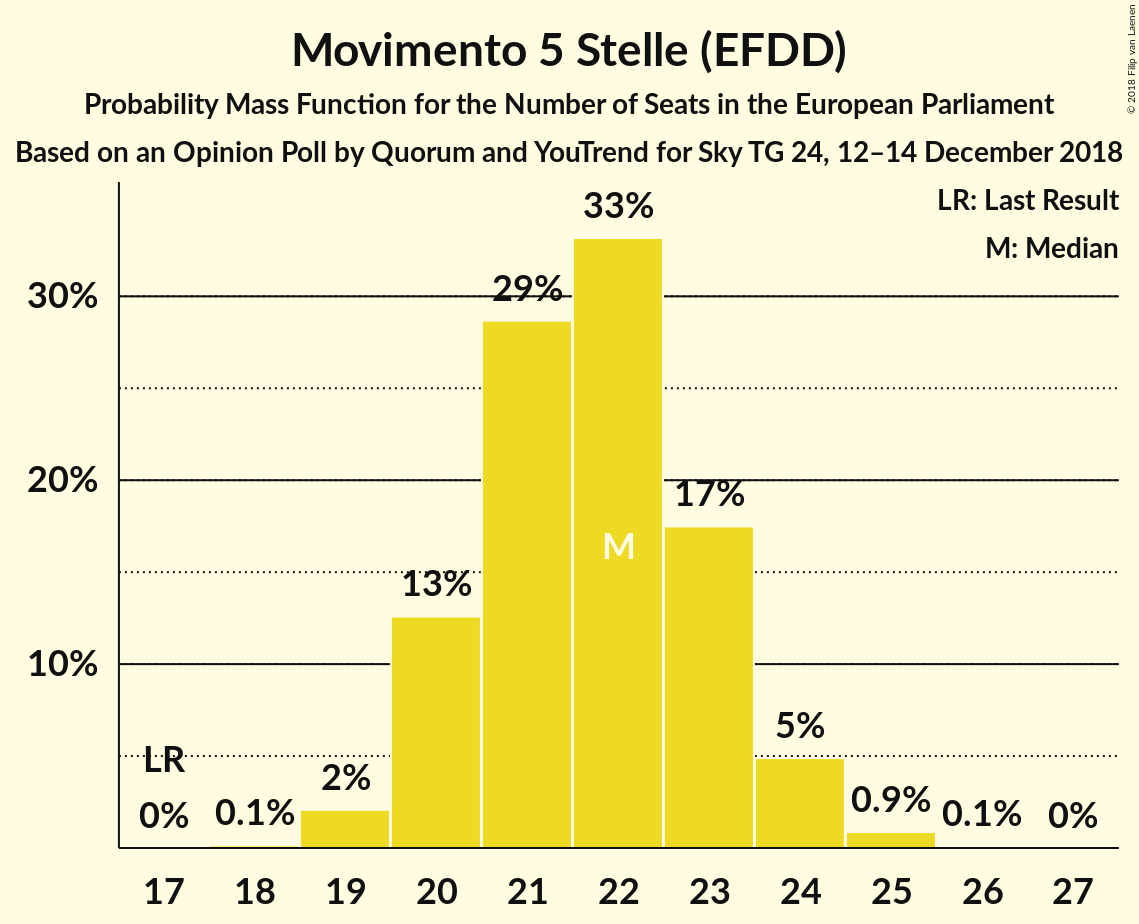 Movimento 5 Stelle (EFDD)
Probability Mass Function for the Number of Seats in the European Parliament
Based on an Opinion Poll by Quorum and YouTrend for Sky TG 24, 12–14 December 2018
© 2018 Filip van Laenen
LR: Last Result
M: Median
33%
29%
30%
20%
17%
M
13%
10%
5%
LR
2%
0.9%
0%
0.1%
0.1%
0%
17 18 19 20 21 22 23 24 25 26 27